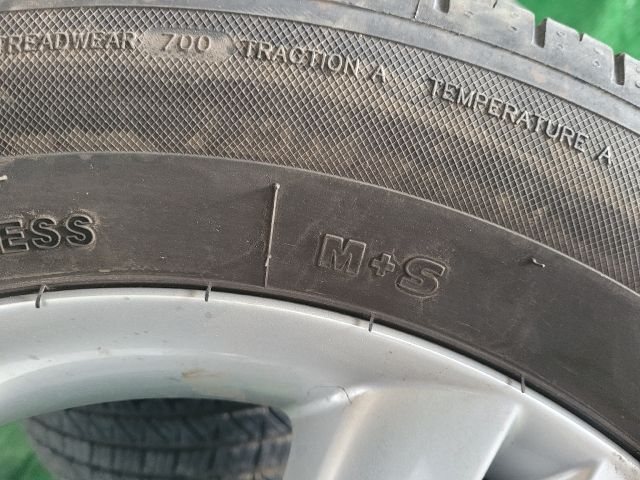 TREADWEAR 700 TRACTION A TEMPERATURE A
ESS M+S